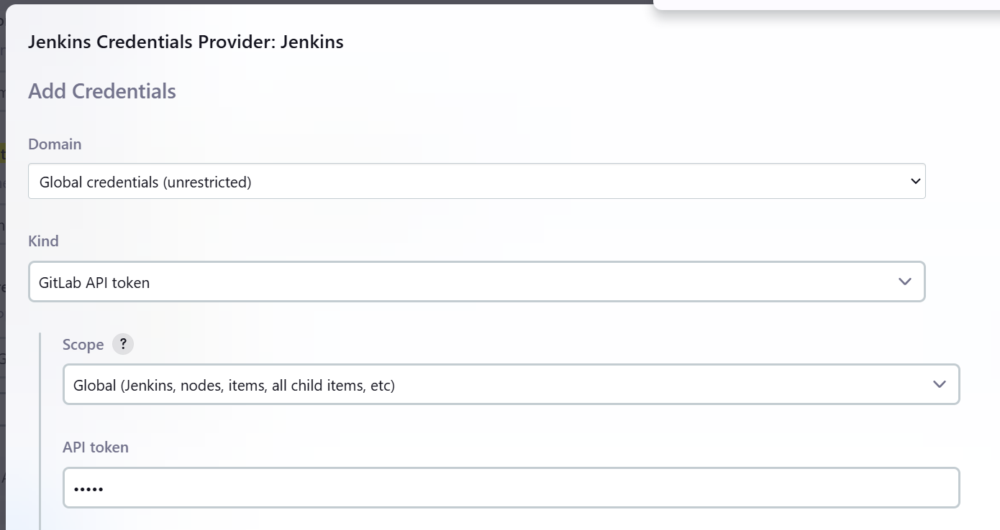 Jenkins Credentials Provider: Jenkins
Add Credentials
Domain
Global credentials (unrestricted)
Kind
GitLab API token
Scope ?
Global (Jenkins, nodes, items, all child items, etc)
API token
•••••